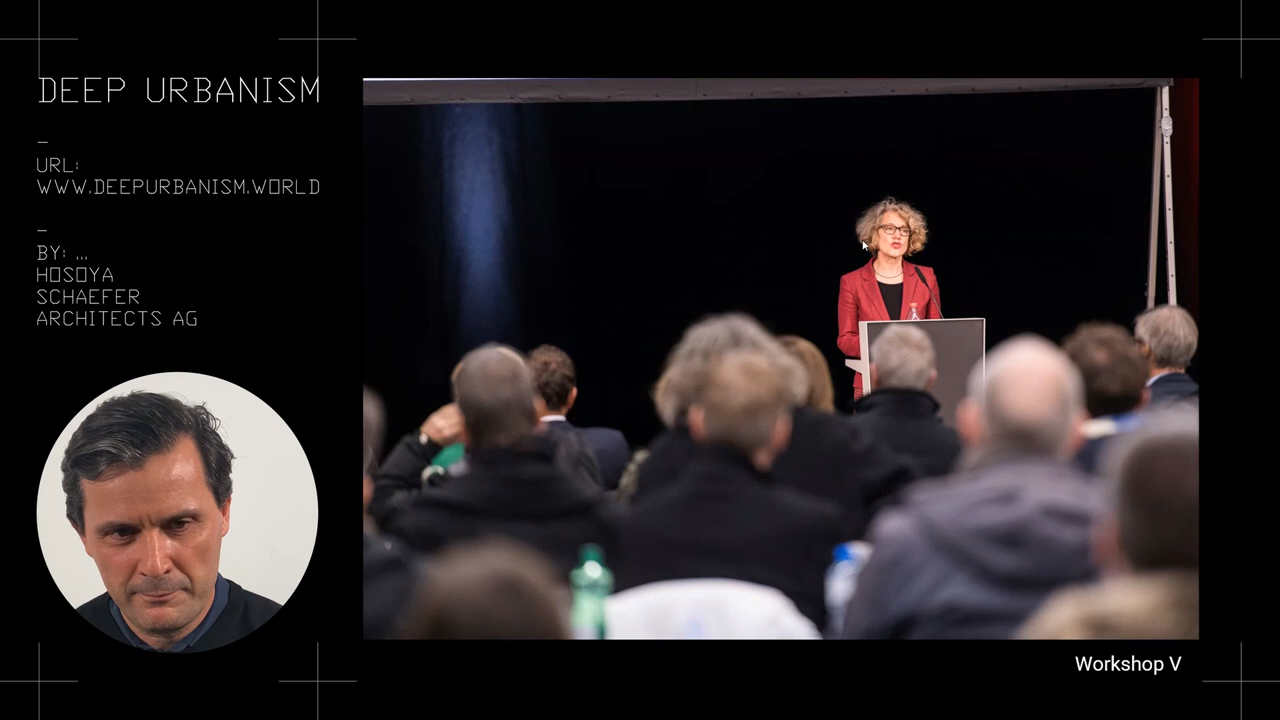 DEEP URBANISM
–
URL:
WWW.DEEPURBANISM.WORLD
–
BY: ...
HOSOYA
SCHAEFER
ARCHITECTS AG
Workshop V